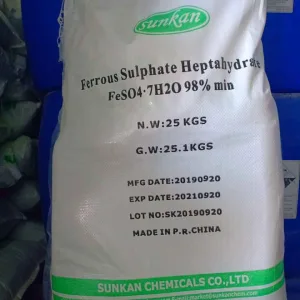 sunkan
Ferrous Sulphate Heptahydrate
FeSO4·7H2O 98% min
N.W:25 KGS
G.W:25.1KGS
MFG DATE:20190920
EXP DATE:20210920
LOT NO:SK20190920
MADE IN P.R.CHINA
SUNKAN CHEMICALS CO.,LTD